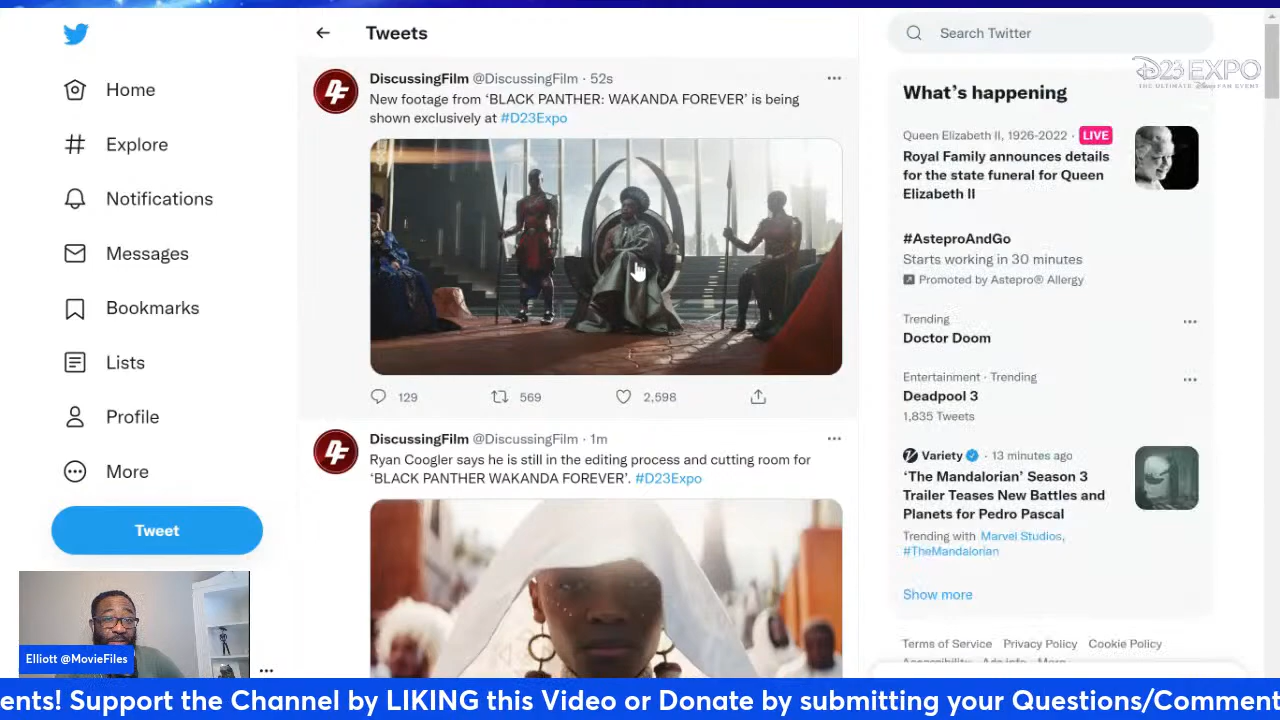 Home
Explore
Notifications
Messages
Bookmarks
Lists
Profile
More
Tweet
Elliott @MovieFiles
Tweets
DiscussingFilm @DiscussingFilm · 52s
New footage from ‘BLACK PANTHER: WAKANDA FOREVER’ is being
shown exclusively at #D23Expo
129 569 2,598
DiscussingFilm @DiscussingFilm · 1m
Ryan Coogler says he is still in the editing process and cutting room for
‘BLACK PANTHER WAKANDA FOREVER’. #D23Expo
Search Twitter
D23 EXPO
THE ULTIMATE Disney FAN EVENT
What’s happening
Queen Elizabeth II, 1926-2022 · LIVE
Royal Family announces details
for the state funeral for Queen
Elizabeth II
#AsteproAndGo
Starts working in 30 minutes
Promoted by Astepro® Allergy
Trending
Doctor Doom
Entertainment · Trending
Deadpool 3
1,835 Tweets
Variety · 13 minutes ago
‘The Mandalorian’ Season 3
Trailer Teases New Battles and
Planets for Pedro Pascal
Trending with Marvel Studios,
#TheMandalorian
Show more
Terms of Service Privacy Policy Cookie Policy
Accessibility Ads info More
ents! Support the Channel by LIKING this Video or Donate by submitting your Questions/Comment